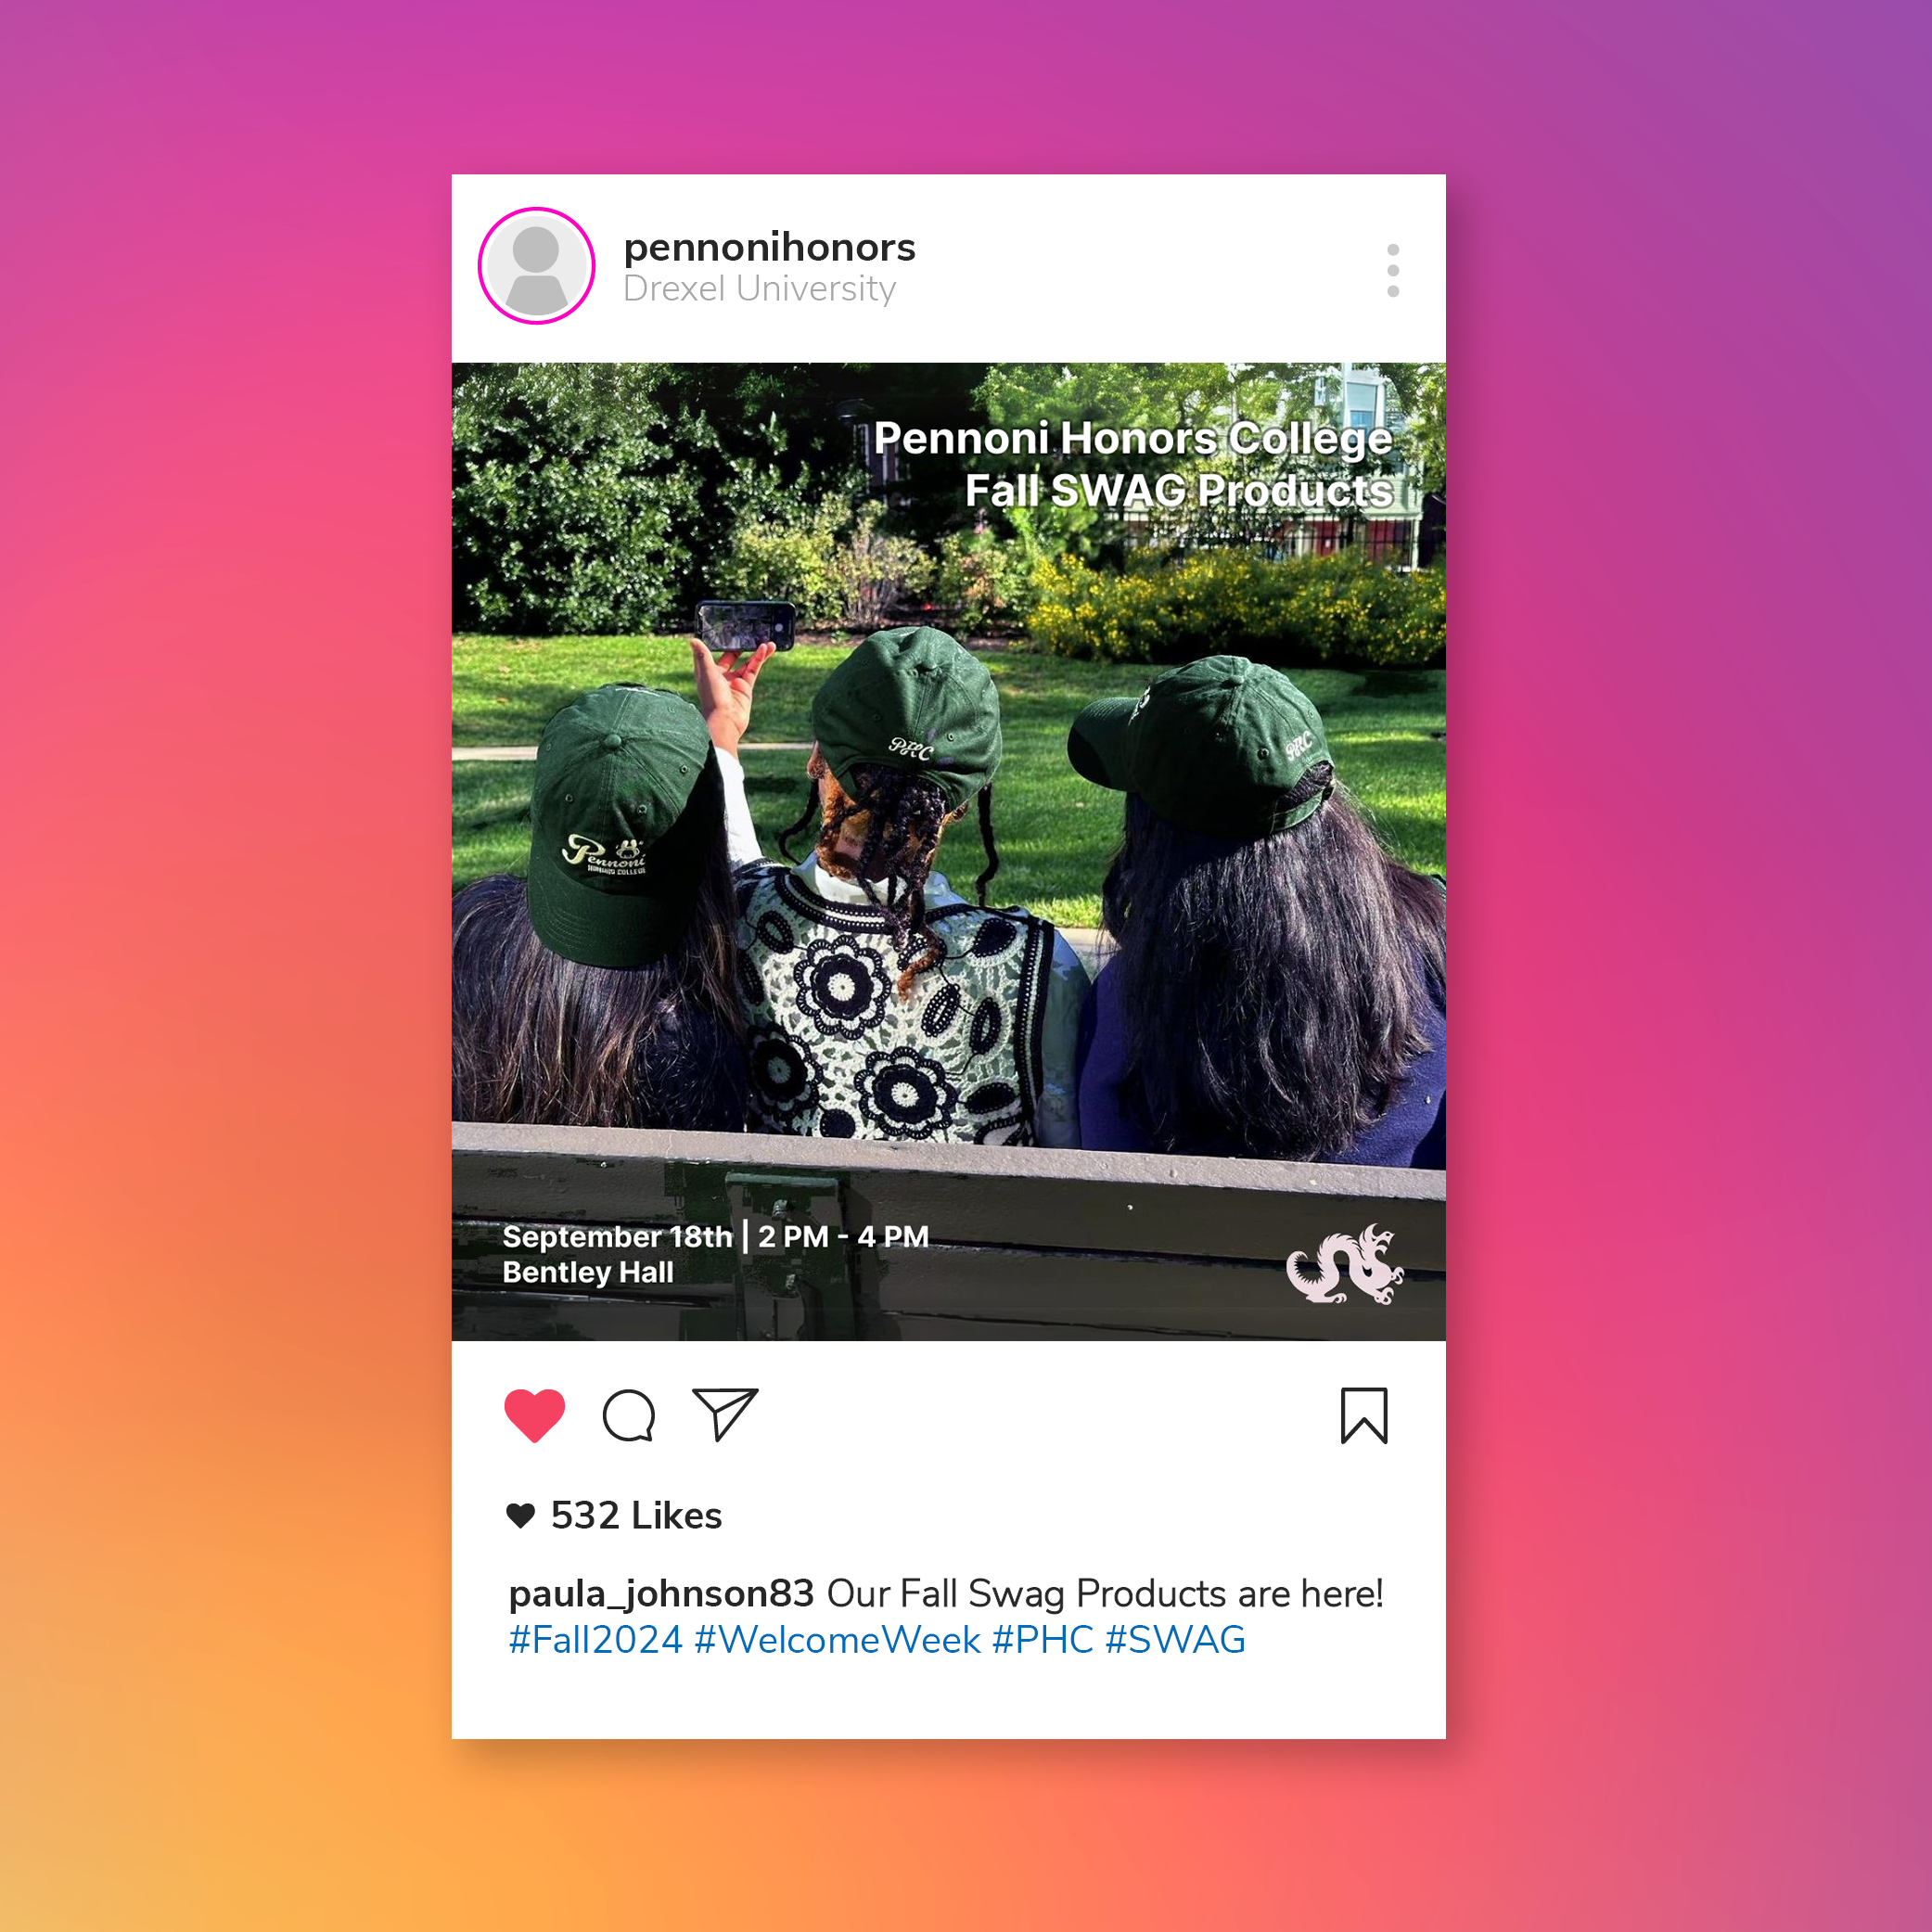 pennonihonors
Drexel University
Pennoni Honors College
Fall SWAG Products
PHC
PHC
Pennoni
HONORS COLLEGE
September 18th | 2 PM - 4 PM
Bentley Hall
532 Likes
paula_johnson83 Our Fall Swag Products are here!
#Fall2024 #WelcomeWeek #PHC #SWAG